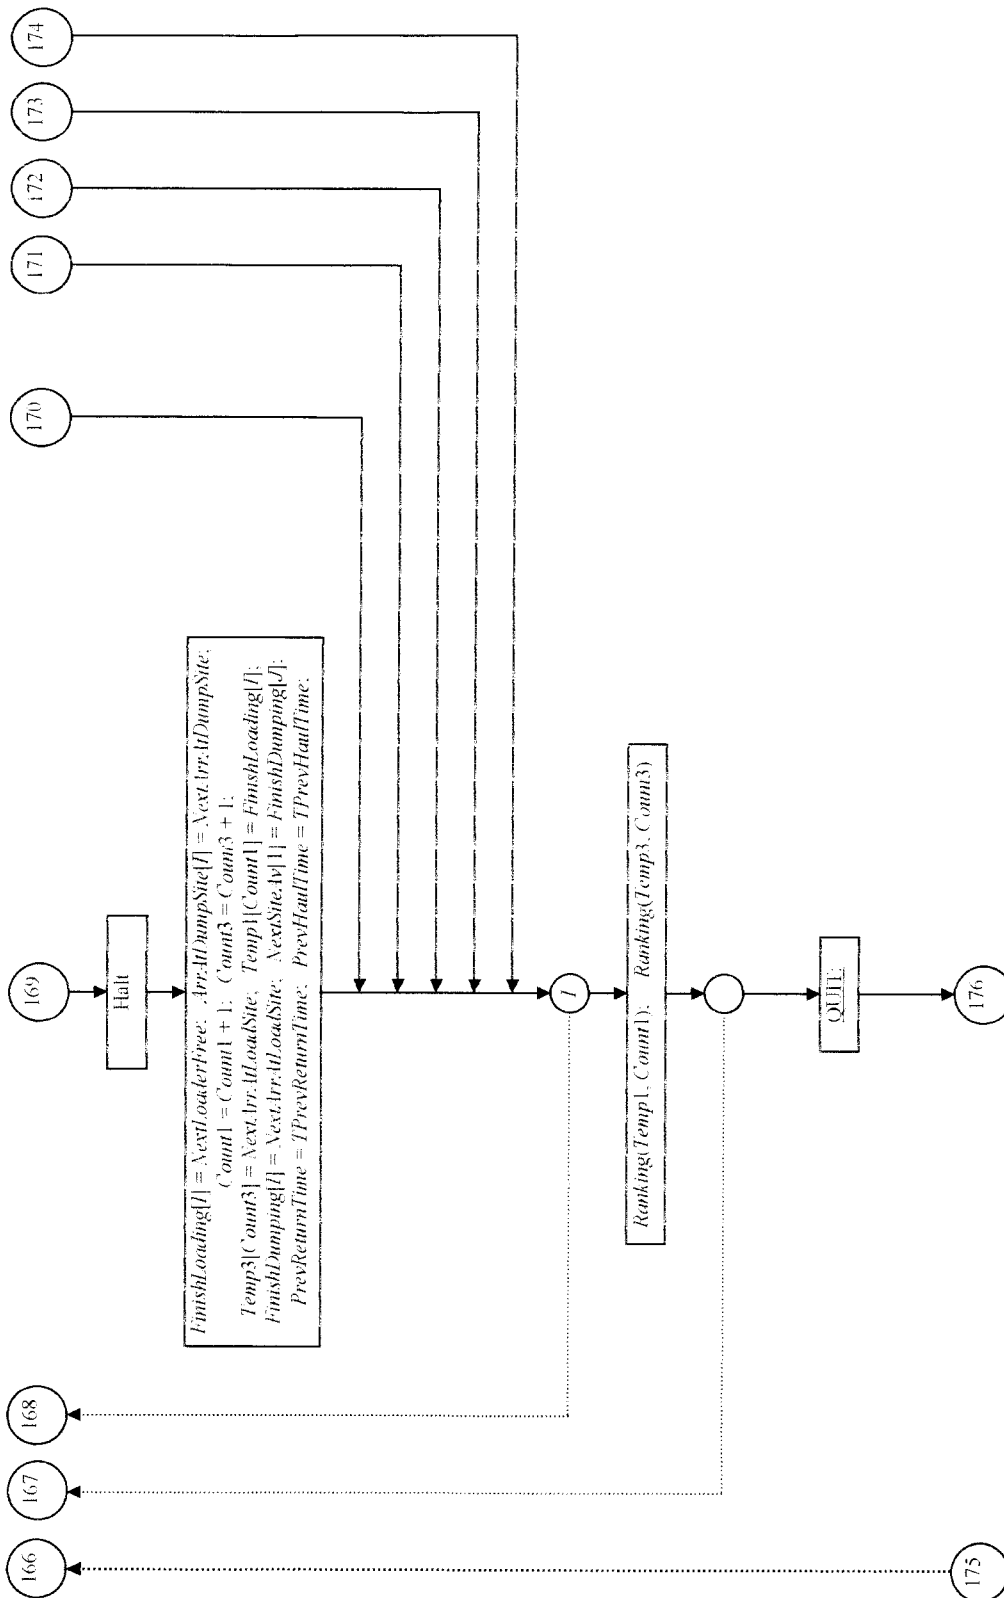 166
167
168
169
170
171
172
173
174
Halt
FinishLoading[I] = NextLoaderFree; ArrAtDumpSite[I] = NextArrAtDumpSite;
Count1 = Count1 + 1; Count3 = Count3 + 1;
Temp3[Count3] = NextArrAtLoadSite; Temp1[Count1] = FinishLoading[I];
FinishDumping[I] = NextArrAtLoadSite; NextSiteAv[1] = FinishDumping[J];
PrevReturnTime = TPrevReturnTime; PrevHaulTime = TPrevHaulTime;
I
Ranking(Temp1, Count1); Ranking(Temp3, Count3)
QUIT:
175
176